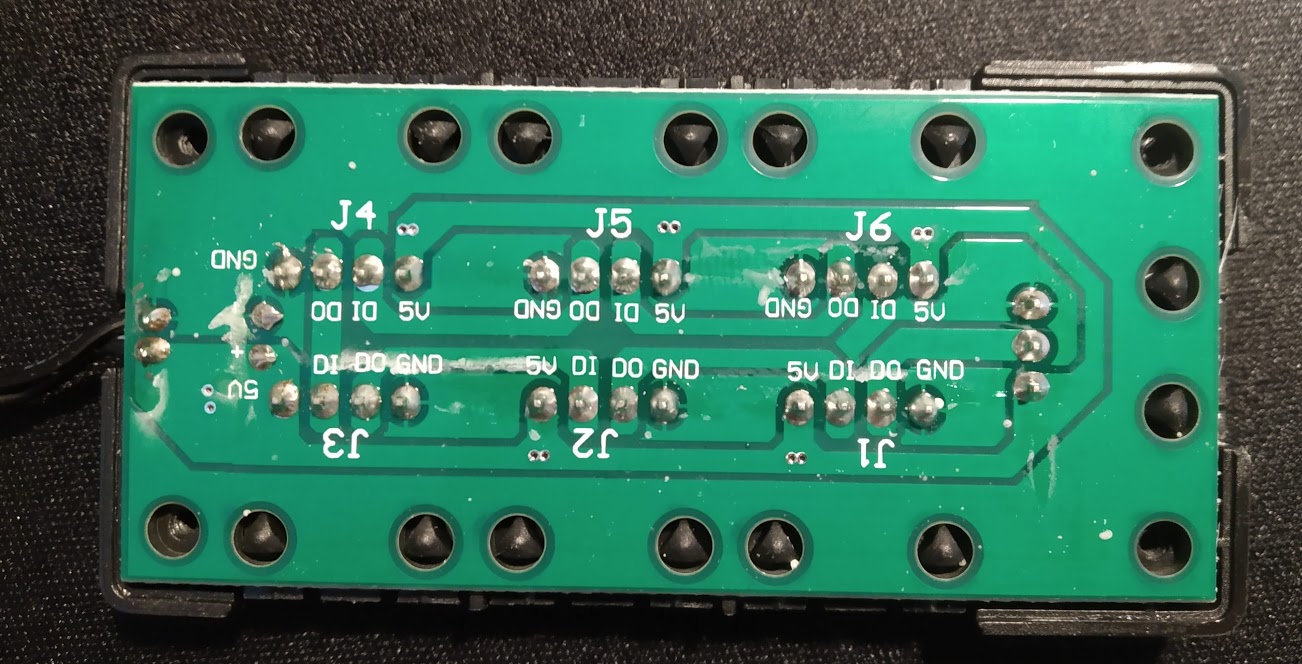 J4 J5 J6
GND
DO DI 5V GND DO DI 5V GND DO DI 5V
+
DI DO GND 5V DI DO GND 5V DI DO GND
5V
J3 J2 J1